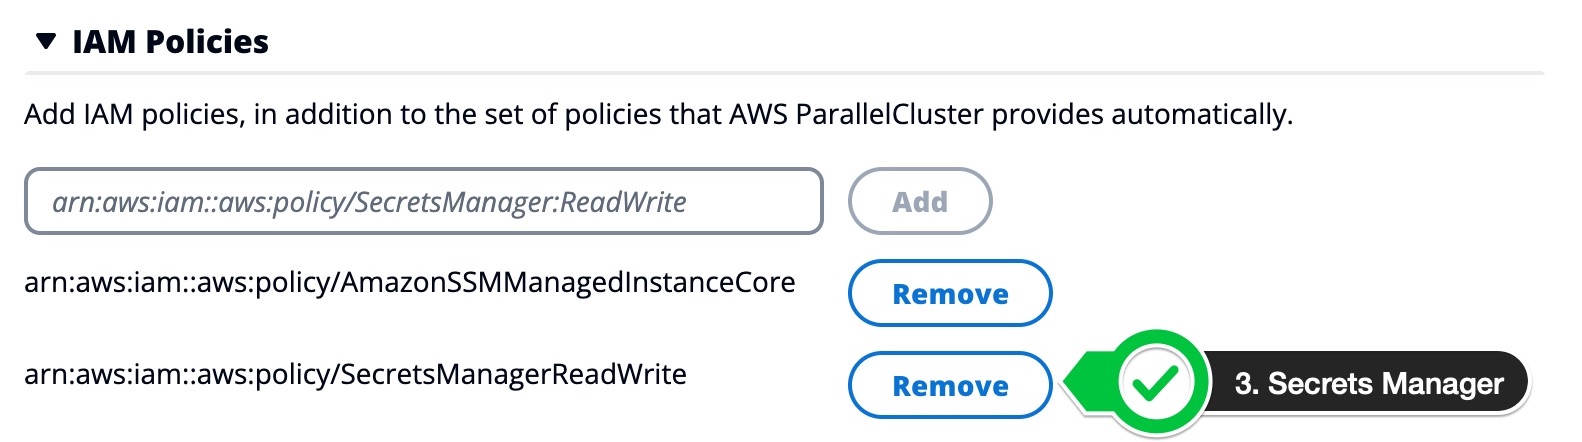 IAM Policies
Add IAM policies, in addition to the set of policies that AWS ParallelCluster provides automatically.
arn:aws:iam::aws:policy/SecretsManager:ReadWrite Add
arn:aws:iam::aws:policy/AmazonSSMManagedInstanceCore Remove
arn:aws:iam::aws:policy/SecretsManagerReadWrite Remove 3. Secrets Manager